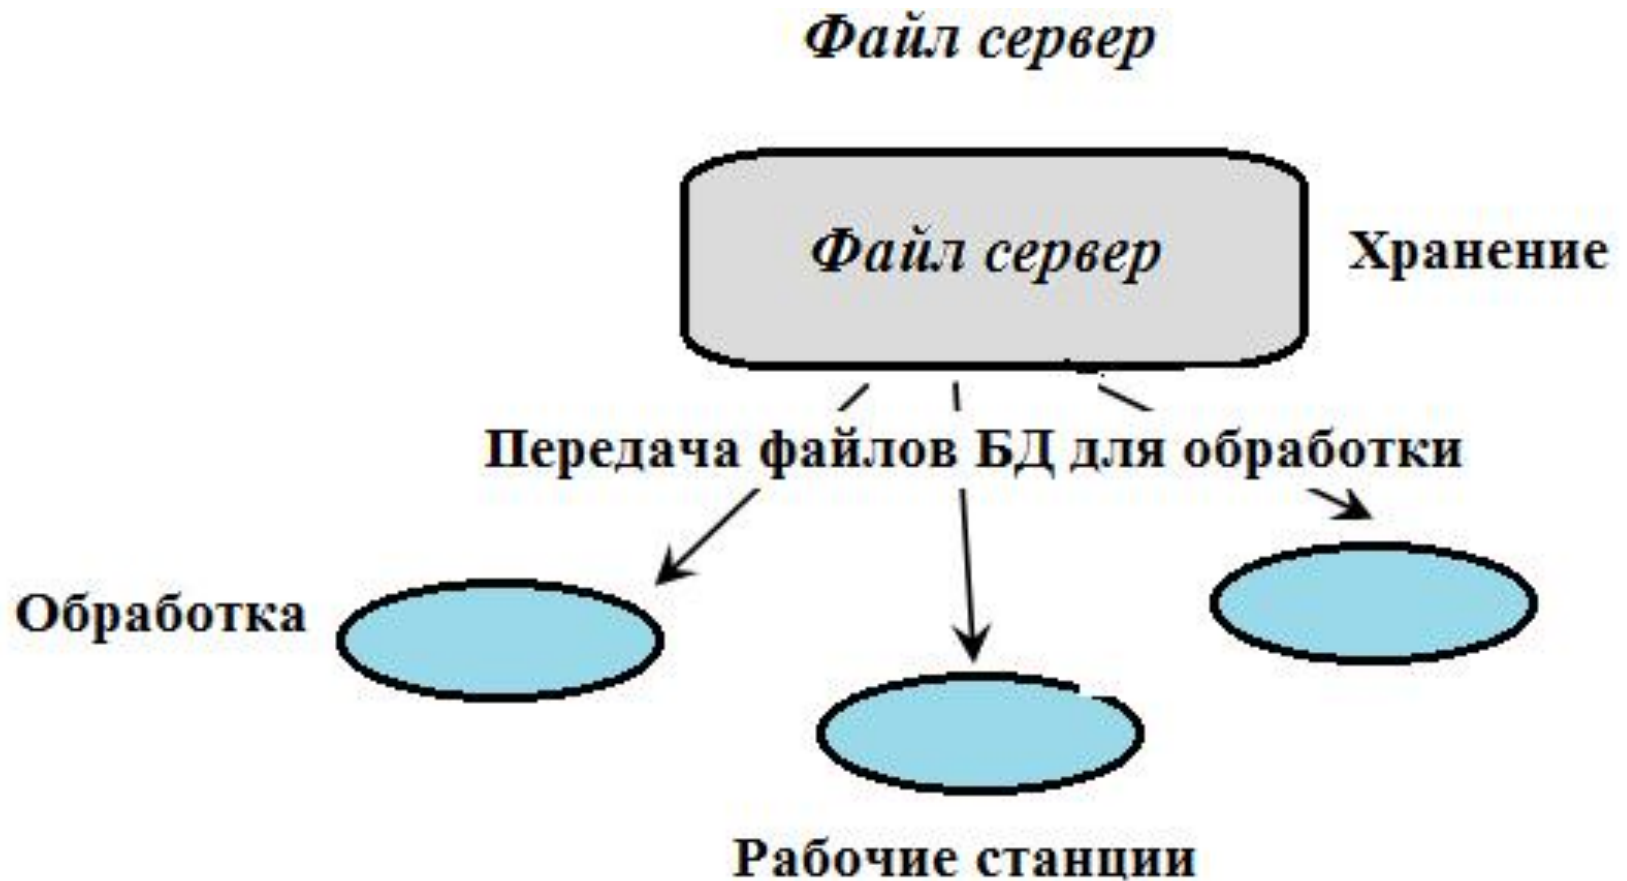 Файл сервер
Файл сервер
Хранение
Передача файлов БД для обработки
Обработка
Рабочие станции